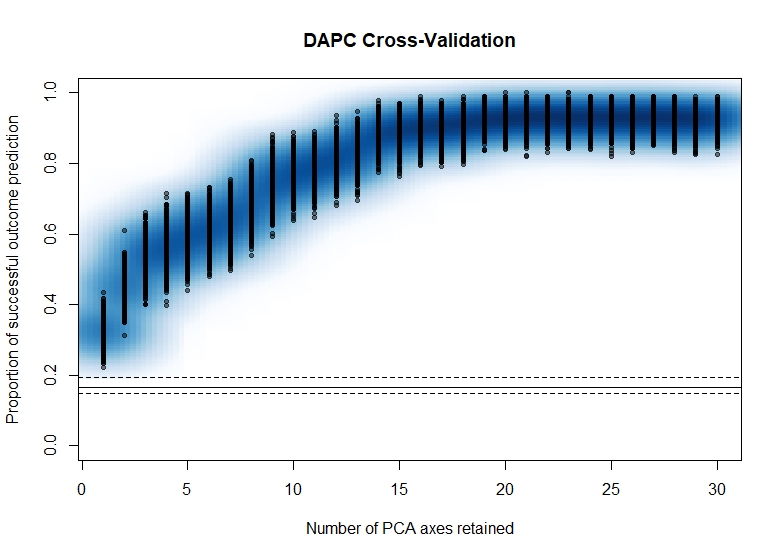 DAPC Cross-Validation
Proportion of successful outcome prediction
1.0
0.8
0.6
0.4
0.2
0.0
0 5 10 15 20 25 30
Number of PCA axes retained